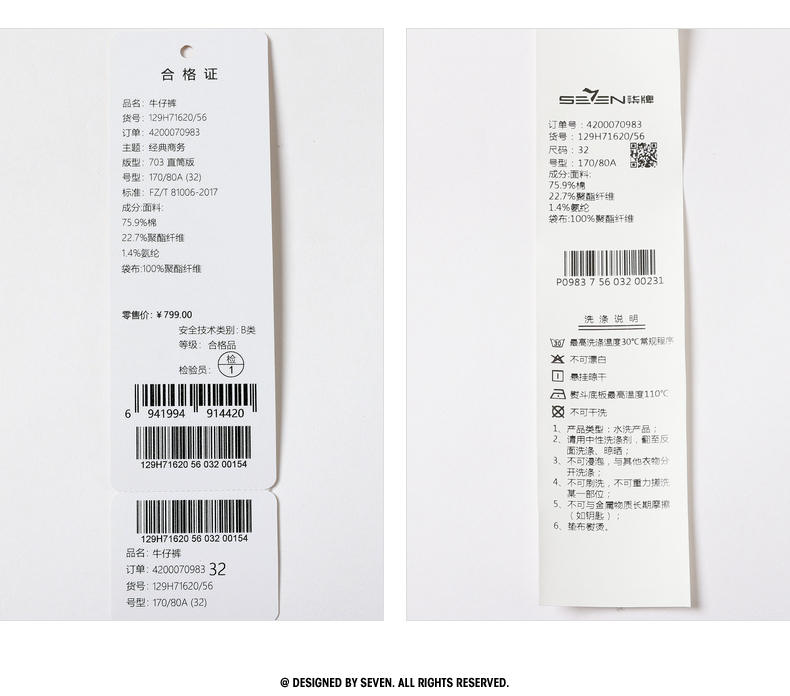 合格证
品名: 牛仔裤
货号: 129H71620/56
订单: 4200070983
主题: 经典商务
版型: 703 直筒版
号型: 170/80A (32)
标准: FZ/T 81006-2017
成分:面料:
75.9%棉
22.7%聚酯纤维
1.4%氨纶
袋布:100%聚酯纤维
零售价: ¥ 799.00
安全技术类别: B类
等级: 合格品
检验员: 检 1
6 941994 914420
129H71620 56 032 00154
129H71620 56 032 00154
品名: 牛仔裤
订单: 4200070983 32
货号: 129H71620/56
号型: 170/80A (32)
SEVEN柒牌
订单号: 4200070983
货号: 129H71620/56
尺码: 32
号型: 170/80A
成分:面料:
75.9%棉
22.7%聚酯纤维
1.4%氨纶
袋布:100%聚酯纤维
P0983 7 56 032 00231
洗涤说明
30 最高洗涤温度30℃常规程序
不可漂白
悬挂晾干
熨斗底板最高温度110℃
不可干洗
1、产品类型: 水洗产品;
2、请用中性洗涤剂, 翻至反
面洗涤、晾晒;
3、不可浸泡, 与其他衣物分
开洗涤;
4、不可刷洗, 不可重力搓洗
某一部位;
5、不可与金属物质长期摩擦
(如钥匙);
6、垫布熨烫。
@ DESIGNED BY SEVEN. ALL RIGHTS RESERVED.